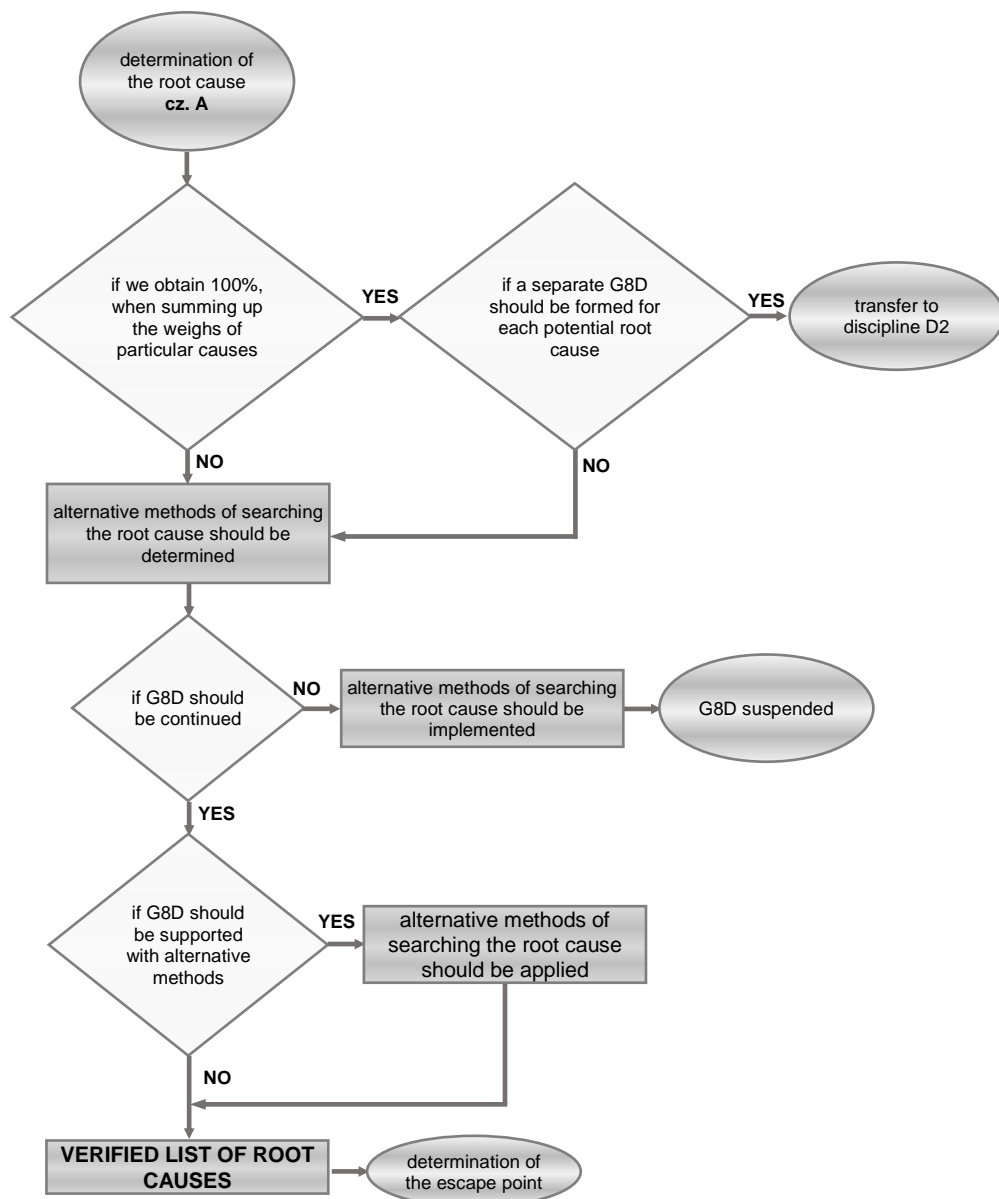 determination of
the root cause
cz. A
if we obtain 100%,
when summing up
the weighs of
particular causes
YES
if a separate G8D
should be formed for
each potential root
cause
YES
transfer to
discipline D2
NO
NO
alternative methods of searching
the root cause should be
determined
if G8D should
be continued
NO
alternative methods of searching
the root cause should be
implemented
G8D suspended
YES
if G8D should
be supported
with alternative
methods
YES
alternative methods of
searching the root cause
should be applied
NO
VERIFIED LIST OF ROOT
CAUSES
determination of
the escape point